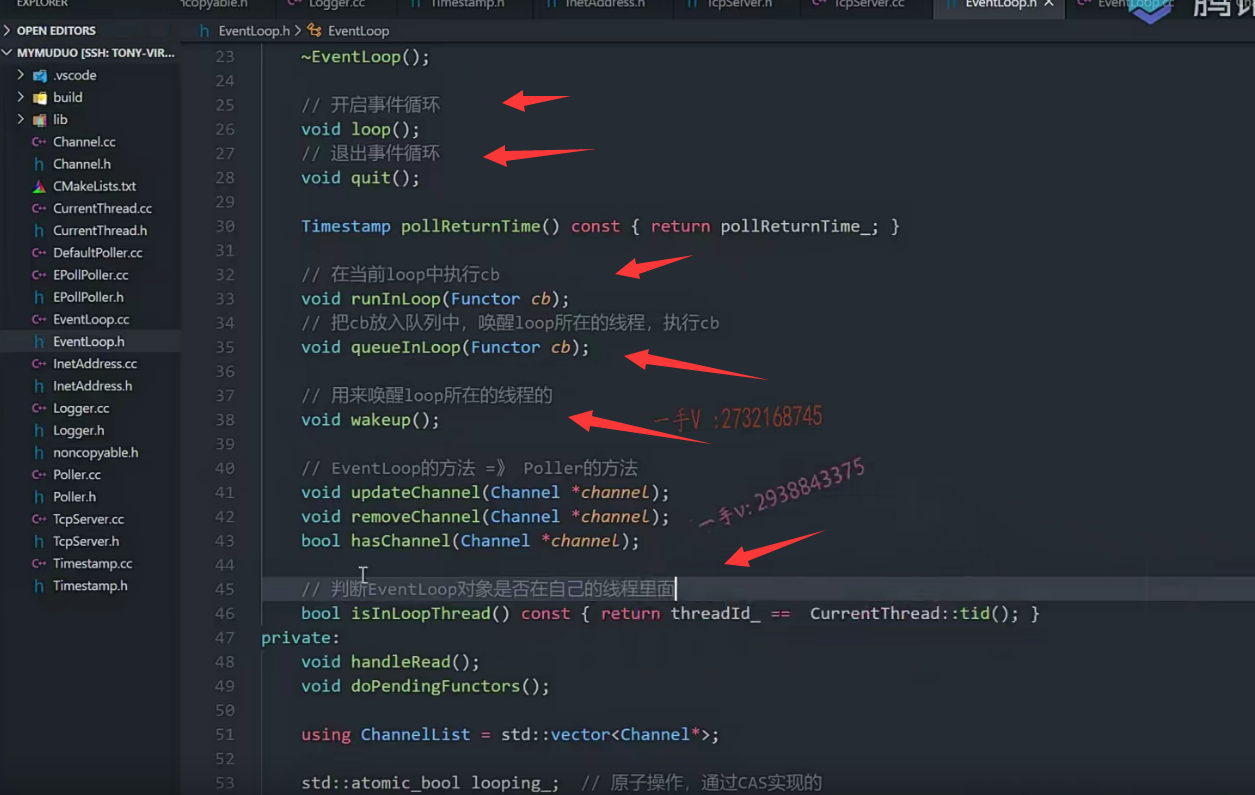 EXPLORER
ncopyable.h
Logger.cc
Timestamp.h
InetAddress.h
TcpServer.h
TcpServer.cc
EventLoop.h
EventLoop.cc
腾讯
OPEN EDITORS
EventLoop.h > EventLoop
MYMUDUO [SSH: TONY-VIR...
.vscode
build
lib
Channel.cc
Channel.h
CMakeLists.txt
CurrentThread.cc
CurrentThread.h
DefaultPoller.cc
EPollPoller.cc
EPollPoller.h
EventLoop.cc
EventLoop.h
InetAddress.cc
InetAddress.h
Logger.cc
Logger.h
noncopyable.h
Poller.cc
Poller.h
TcpServer.cc
TcpServer.h
Timestamp.cc
Timestamp.h
23 ~EventLoop();
24
25 // 开启事件循环
26 void loop();
27 // 退出事件循环
28 void quit();
29
30 Timestamp pollReturnTime() const { return pollReturnTime_; }
31
32 // 在当前loop中执行cb
33 void runInLoop(Functor cb);
34 // 把cb放入队列中，唤醒loop所在的线程，执行cb
35 void queueInLoop(Functor cb);
36
37 // 用来唤醒loop所在的线程的
38 void wakeup();
一手V :2732168745
39
40 // EventLoop的方法 =》 Poller的方法
41 void updateChannel(Channel *channel);
42 void removeChannel(Channel *channel);
一手v: 2938843375
43 bool hasChannel(Channel *channel);
44
45 // 判断EventLoop对象是否在自己的线程里面
46 bool isInLoopThread() const { return threadId_ == CurrentThread::tid(); }
47 private:
48 void handleRead();
49 void doPendingFunctors();
50
51 using ChannelList = std::vector<Channel*>;
52
53 std::atomic_bool looping_; // 原子操作，通过CAS实现的